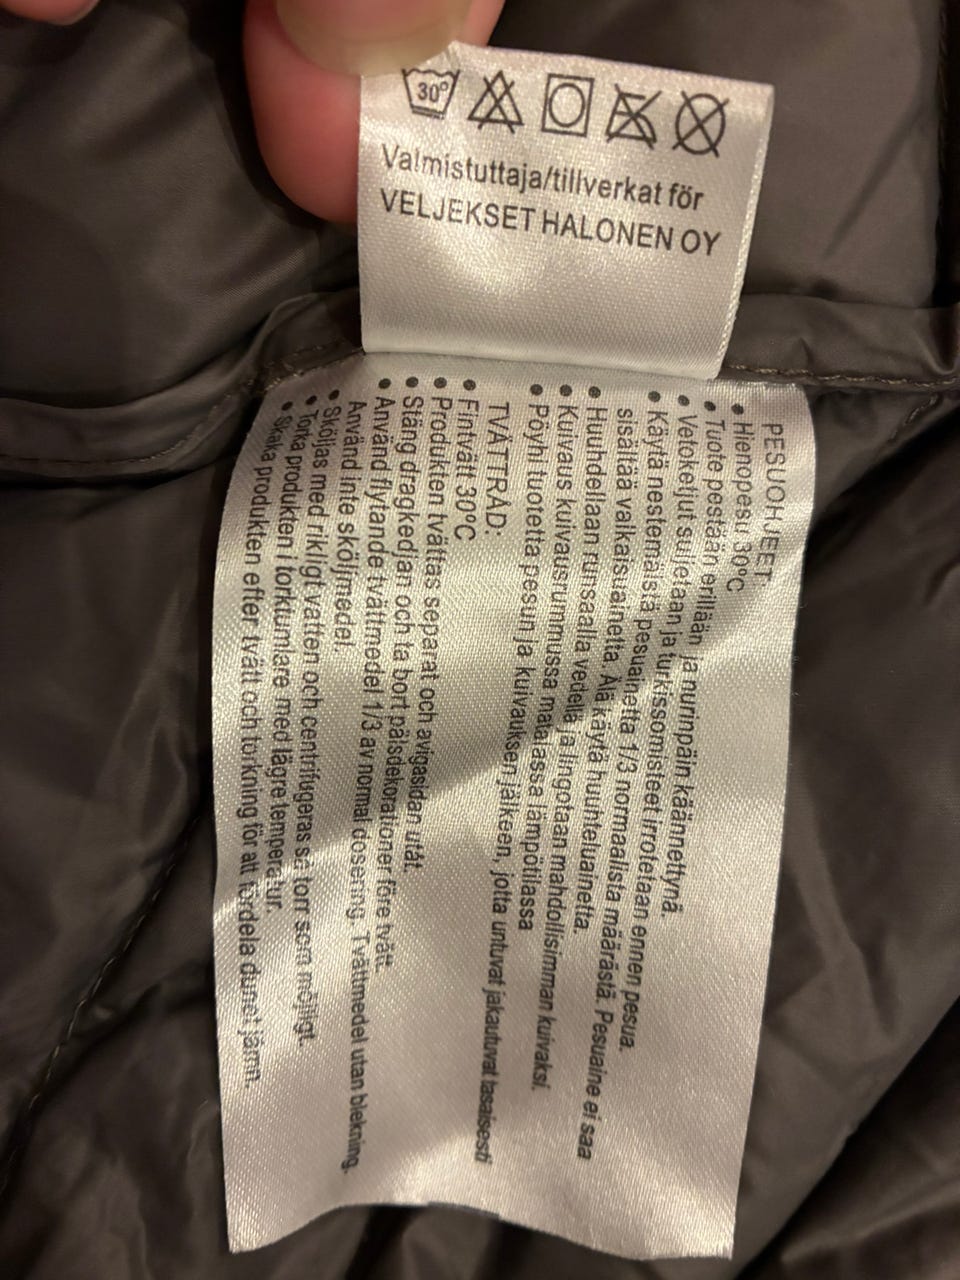 30°
Valmistuttaja/tillverkat för
VELJEKSET HALONEN OY
PESUOHJEET
• Hienopesu 30ºC
• Tuote pestään erillään ja nurinpäin käännettynä.
• Vetoketjut suljetaan ja turkissomisteet irrotetaan ennen pesua.
• Käytä nestemäistä pesuainetta 1/3 normaalista määrästä. Pesuaine ei saa
sisältää valkaisuainetta. Älä käytä huuhteluainetta.
• Huuhdellaan runsaalla vedellä ja lingotaan mahdollisimman kuivaksi.
• Kuivaus kuivausrummussa matalassa lämpötilassa
• Pöyhi tuotetta pesun ja kuivauksen jälkeen, jotta untuvat jakautuvat tasaisesti
TVÄTTRÅD:
• Fintvätt 30ºC
• Produkten tvättas separat och avigasidan utåt.
• Stäng dragkedjan och ta bort pälsdekorationer före tvätt.
• Använd flytande tvättmedel 1/3 av normal dosering. Tvättmedel utan blekning.
Använd inte sköljmedel.
• Sköljas med rikligt vatten och centrifugeras så torr som möjligt.
• Torka produkten i torktumlare med lägre temperatur.
• Skaka produkten efter tvätt och torkning för att fördela dunet jämn.